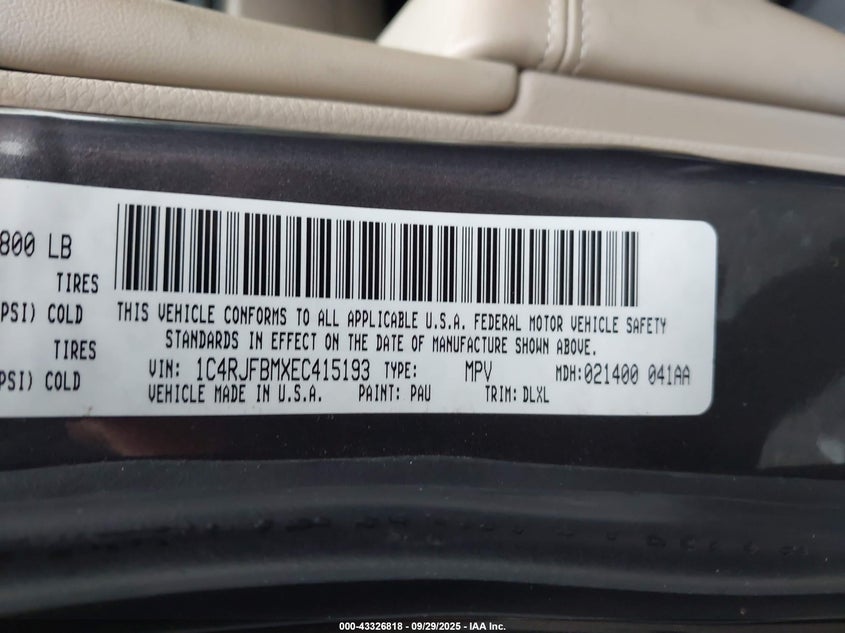 800 LB
TIRES
PSI) COLD
TIRES
PSI) COLD
THIS VEHICLE CONFORMS TO ALL APPLICABLE U.S.A. FEDERAL MOTOR VEHICLE SAFETY
STANDARDS IN EFFECT ON THE DATE OF MANUFACTURE SHOWN ABOVE.
VIN: 1C4RJFBMXEC415193 TYPE: MPV MDH:021400 041AA
VEHICLE MADE IN U.S.A. PAINT: PAU TRIM: DLXL
000-43326818 - 09/29/2025 - IAA Inc.